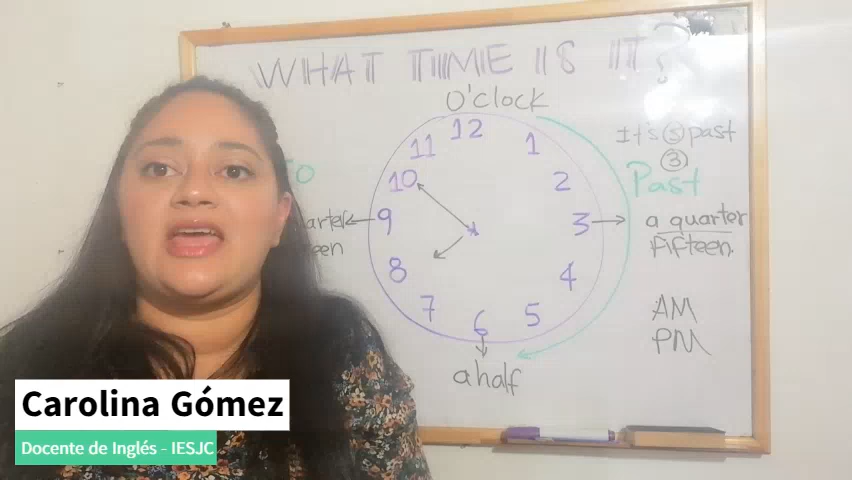 WHAT TIME IS IT?
O'clock
12
11
1
10
2
9
3
8
4
7
5
6
a half
It's 5 past
3
Past
a quarter
fifteen
AM
PM
Carolina Gómez
Docente de Inglés - IESJC